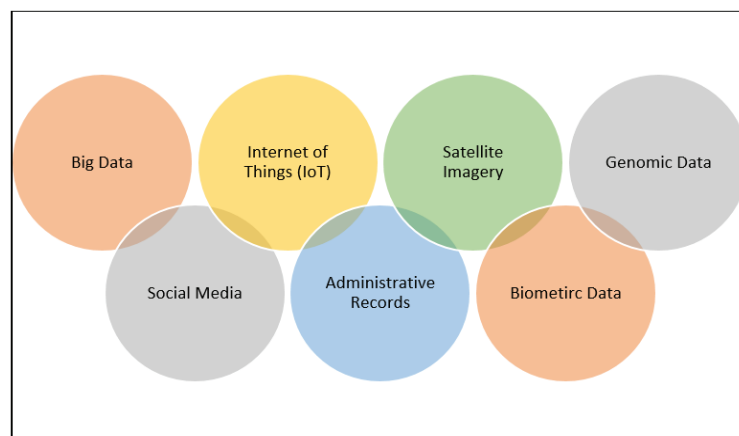 Big Data
Internet of
Things (IoT)
Satellite
Imagery
Genomic Data
Social Media
Administrative
Records
Biometirc Data